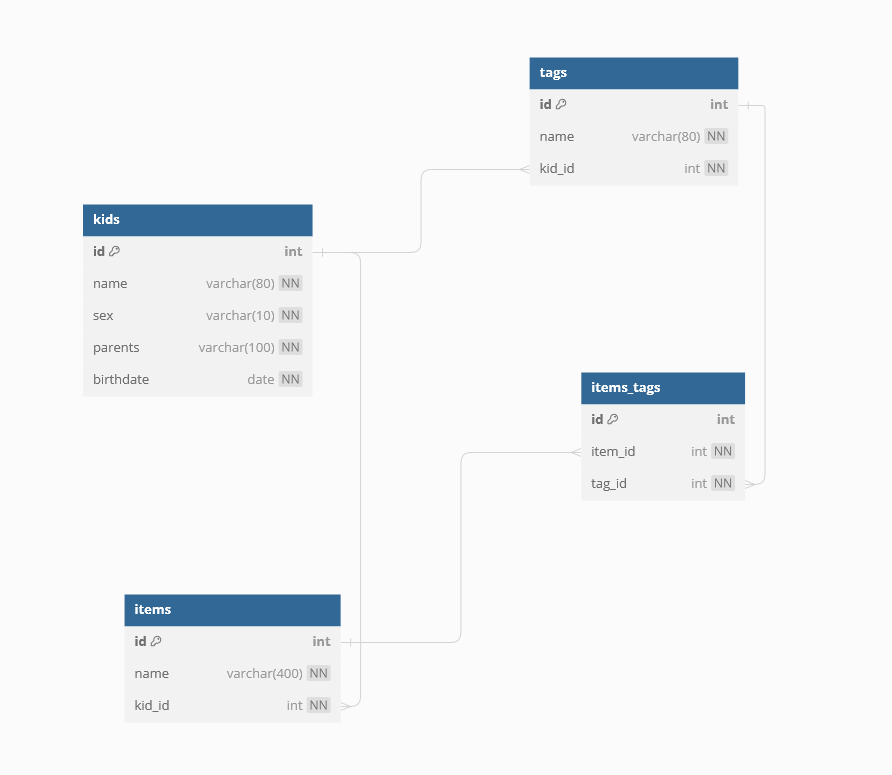 tags
id int
name varchar(80) NN
kid_id int NN
kids
id int
name varchar(80) NN
sex varchar(10) NN
parents varchar(100) NN
birthdate date NN
items_tags
id int
item_id int NN
tag_id int NN
items
id int
name varchar(400) NN
kid_id int NN